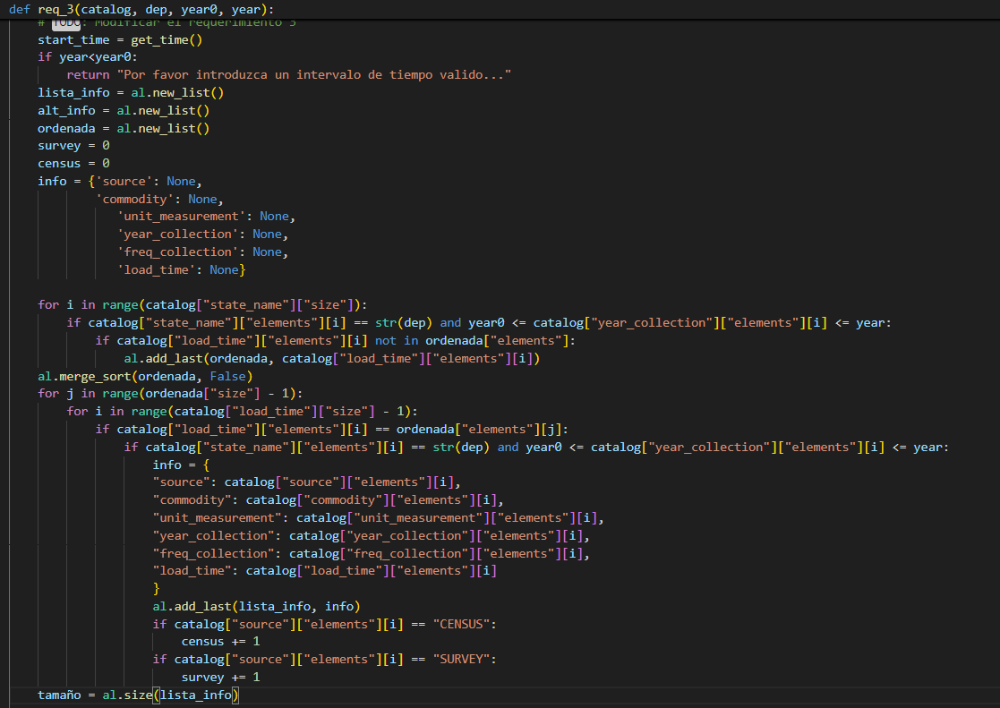 def req_3(catalog, dep, year0, year):
    # TODO: Modificar el requerimiento 3
    start_time = get_time()
    if year<year0:
        return "Por favor introduzca un intervalo de tiempo valido..."
    lista_info = al.new_list()
    alt_info = al.new_list()
    ordenada = al.new_list()
    survey = 0
    census = 0
    info = {'source': None,
            'commodity': None,
               'unit_measurement': None,
               'year_collection': None,
               'freq_collection': None,
               'load_time': None}
    for i in range(catalog["state_name"]["size"]):
        if catalog["state_name"]["elements"][i] == str(dep) and year0 <= catalog["year_collection"]["elements"][i] <= year:
            if catalog["load_time"]["elements"][i] not in ordenada["elements"]:
                al.add_last(ordenada, catalog["load_time"]["elements"][i])
    al.merge_sort(ordenada, False)
    for j in range(ordenada["size"] - 1):
        for i in range(catalog["load_time"]["size"] - 1):
            if catalog["load_time"]["elements"][i] == ordenada["elements"][j]:
                if catalog["state_name"]["elements"][i] == str(dep) and year0 <= catalog["year_collection"]["elements"][i] <= year:
                    info = {
                    "source": catalog["source"]["elements"][i],
                    "commodity": catalog["commodity"]["elements"][i],
                    "unit_measurement": catalog["unit_measurement"]["elements"][i],
                    "year_collection": catalog["year_collection"]["elements"][i],
                    "freq_collection": catalog["freq_collection"]["elements"][i],
                    "load_time": catalog["load_time"]["elements"][i]
                    }
                    al.add_last(lista_info, info)
                    if catalog["source"]["elements"][i] == "CENSUS":
                        census += 1
                    if catalog["source"]["elements"][i] == "SURVEY":
                        survey += 1
    tamaño = al.size(lista_info)